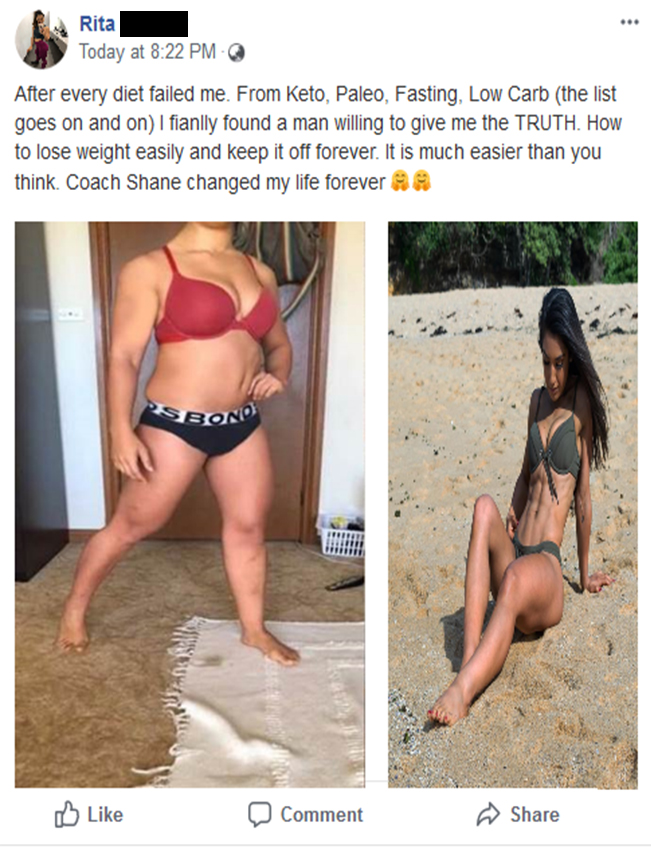 Rita
Today at 8:22 PM ·
After every diet failed me. From Keto, Paleo, Fasting, Low Carb (the list
goes on and on) I fianlly found a man willing to give me the TRUTH. How
to lose weight easily and keep it off forever. It is much easier than you
think. Coach Shane changed my life forever 🤗🤗
SBOND
Like
Comment
Share